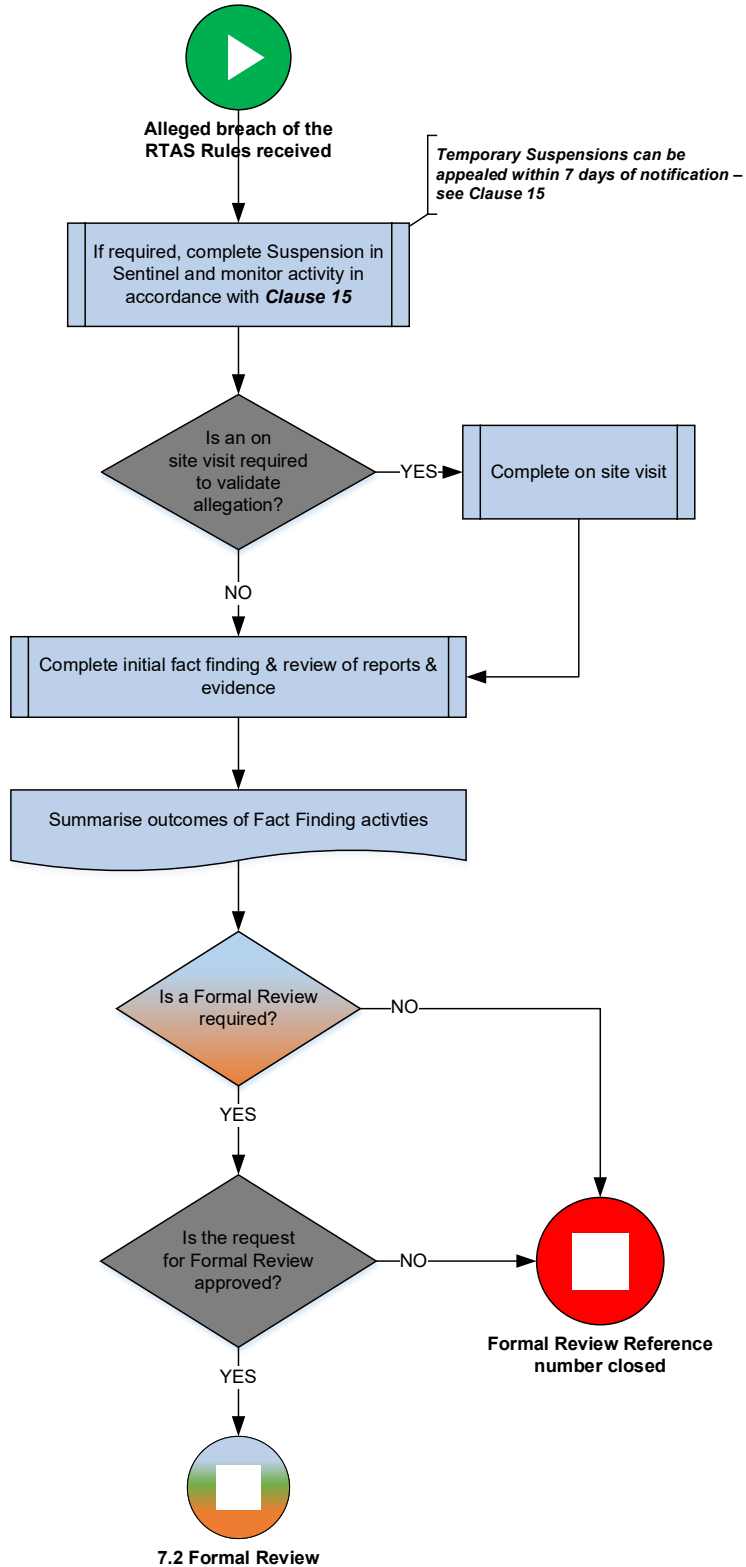 Alleged breach of the
RTAS Rules received
Temporary Suspensions can be
appealed within 7 days of notification –
see Clause 15
If required, complete Suspension in
Sentinel and monitor activity in
accordance with Clause 15
Is an on
site visit required
to validate
allegation?
YES
Complete on site visit
NO
Complete initial fact finding & review of reports &
evidence
Summarise outcomes of Fact Finding activties
Is a Formal Review
required?
NO
YES
Is the request
for Formal Review
approved?
NO
Formal Review Reference
number closed
YES
7.2 Formal Review